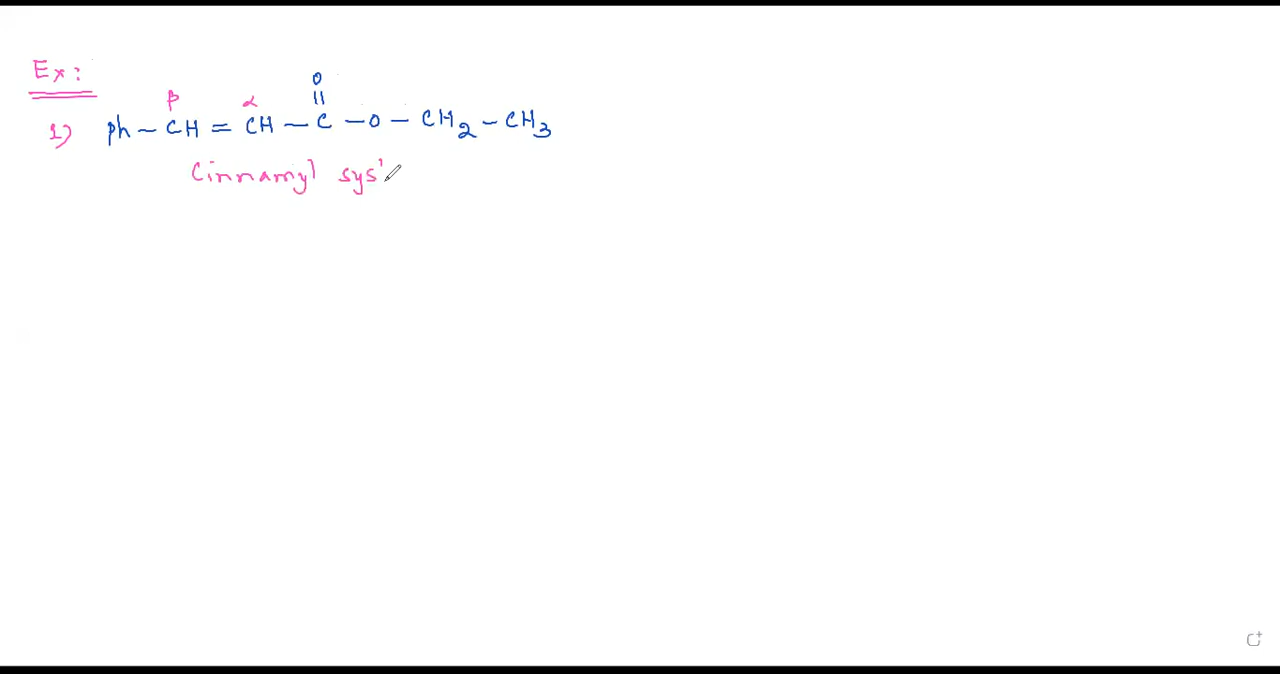 Ex:
β α O
1) ph - CH = CH - C - O - CH2 - CH3
Cinnamyl sys'